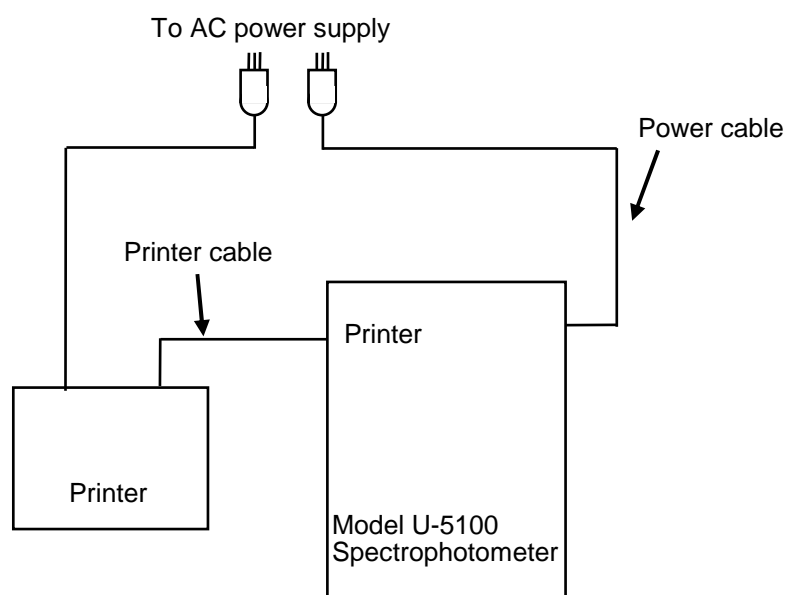 To AC power supply
Power cable
Printer cable
Printer
Printer
Model U-5100
Spectrophotometer